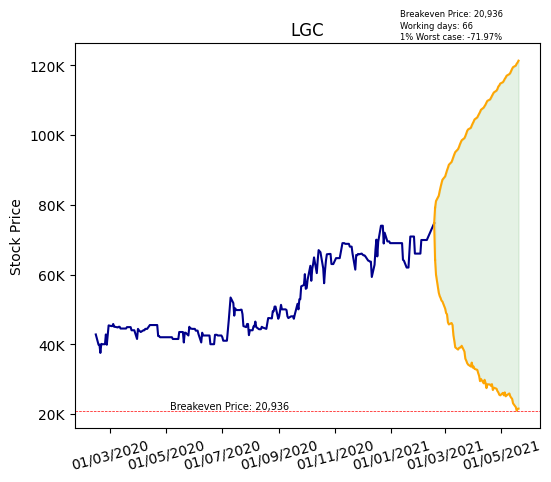 Breakeven Price: 20,936
Working days: 66
1% Worst case: -71.97%
LGC
Stock Price
120K
100K
80K
60K
40K
20K
Breakeven Price: 20,936
01/03/2020 01/05/2020 01/07/2020 01/09/2020 01/11/2020 01/01/2021 01/03/2021 01/05/2021